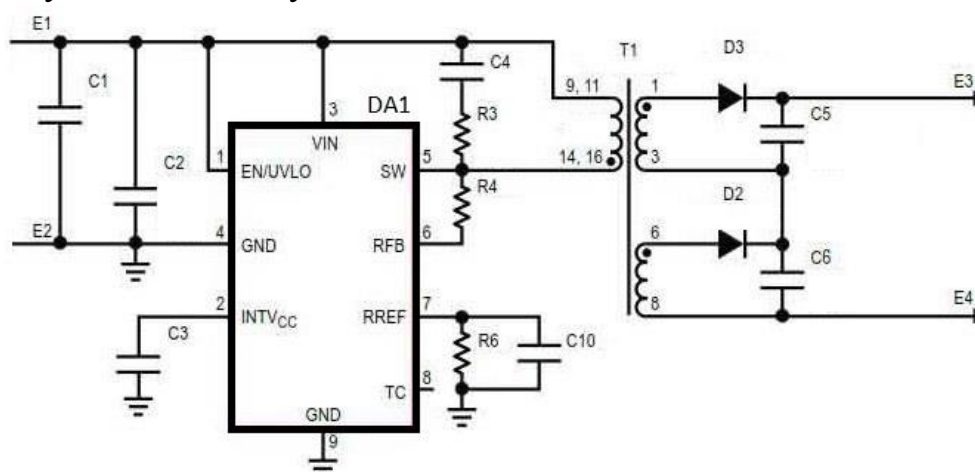 E1
T1
D3
C4
C1
9, 11
1
E3
DA1
R3
C5
3
VIN
C2
14, 16
3
1
EN/UVLO
SW
5
R4
D2
E2
4
GND
RFB
6
6
C6
2
INTVCC
RREF
7
8
E4
C3
R6
C10
TC
8
GND
9